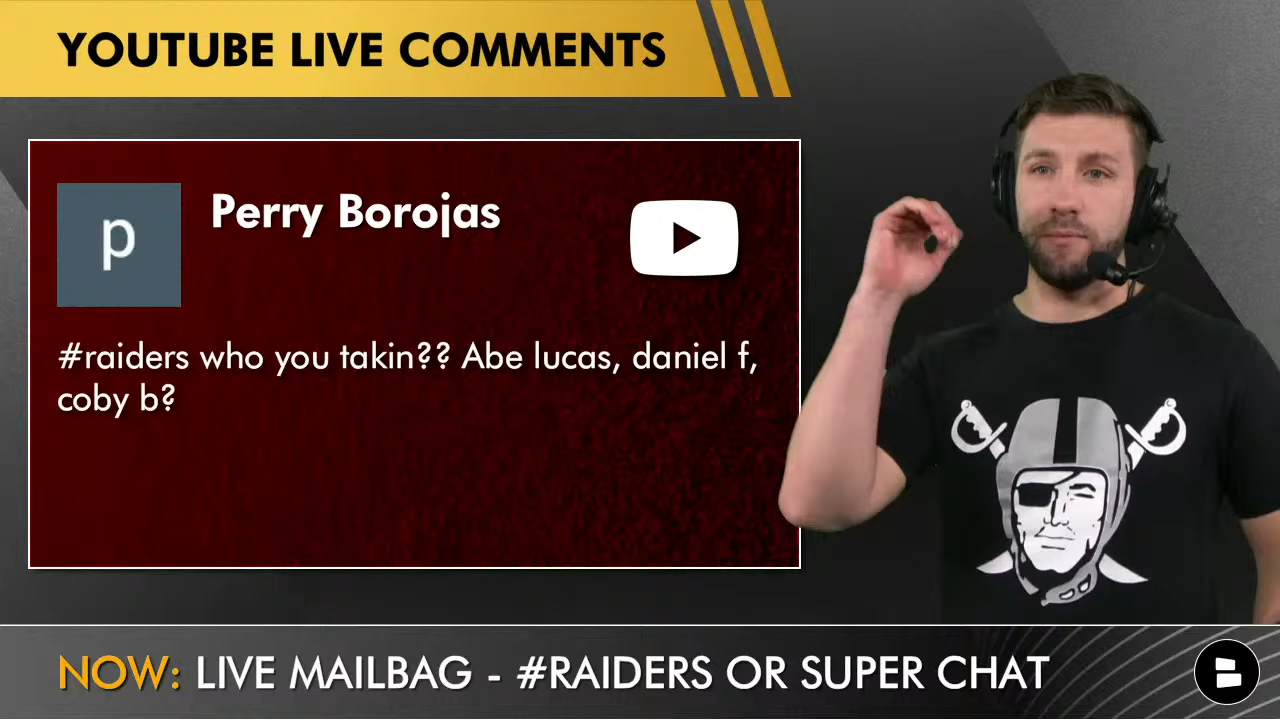 YOUTUBE LIVE COMMENTS
p
Perry Borojas
#raiders who you takin?? Abe lucas, daniel f,
coby b?
NOW: LIVE MAILBAG - #RAIDERS OR SUPER CHAT